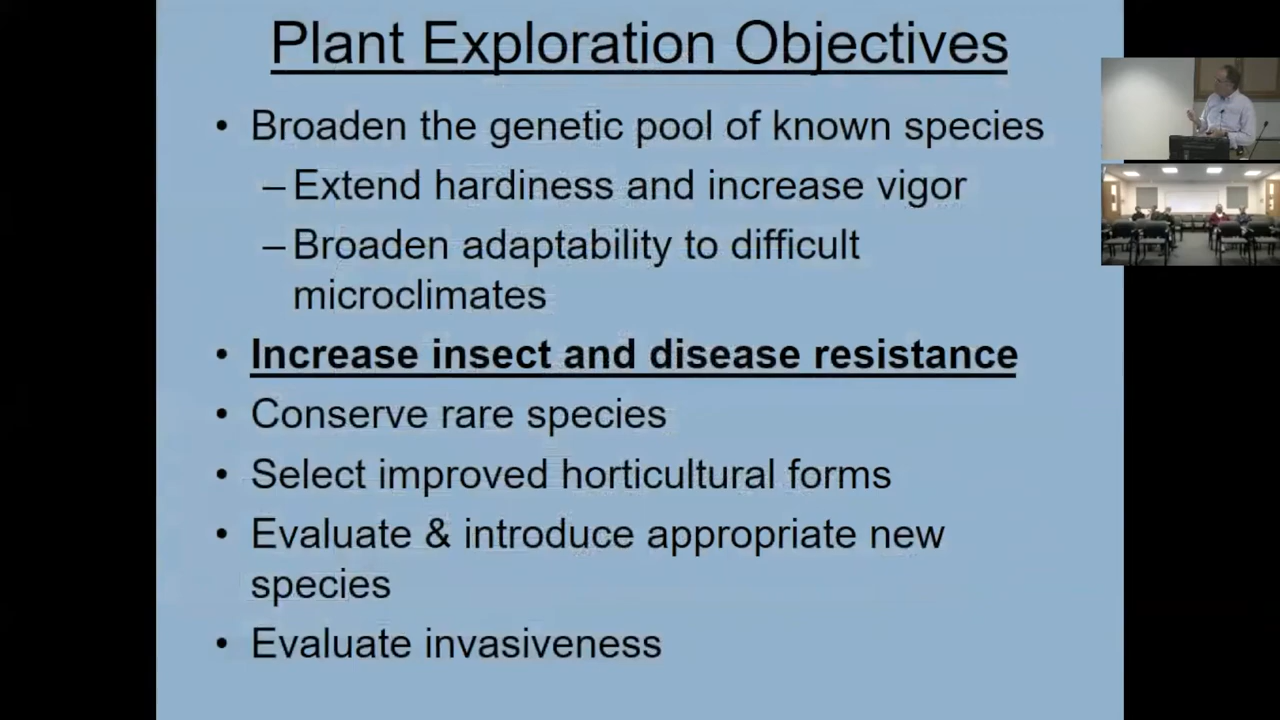 Plant Exploration Objectives
• Broaden the genetic pool of known species
– Extend hardiness and increase vigor
– Broaden adaptability to difficult
microclimates
• Increase insect and disease resistance
• Conserve rare species
• Select improved horticultural forms
• Evaluate & introduce appropriate new
species
• Evaluate invasiveness